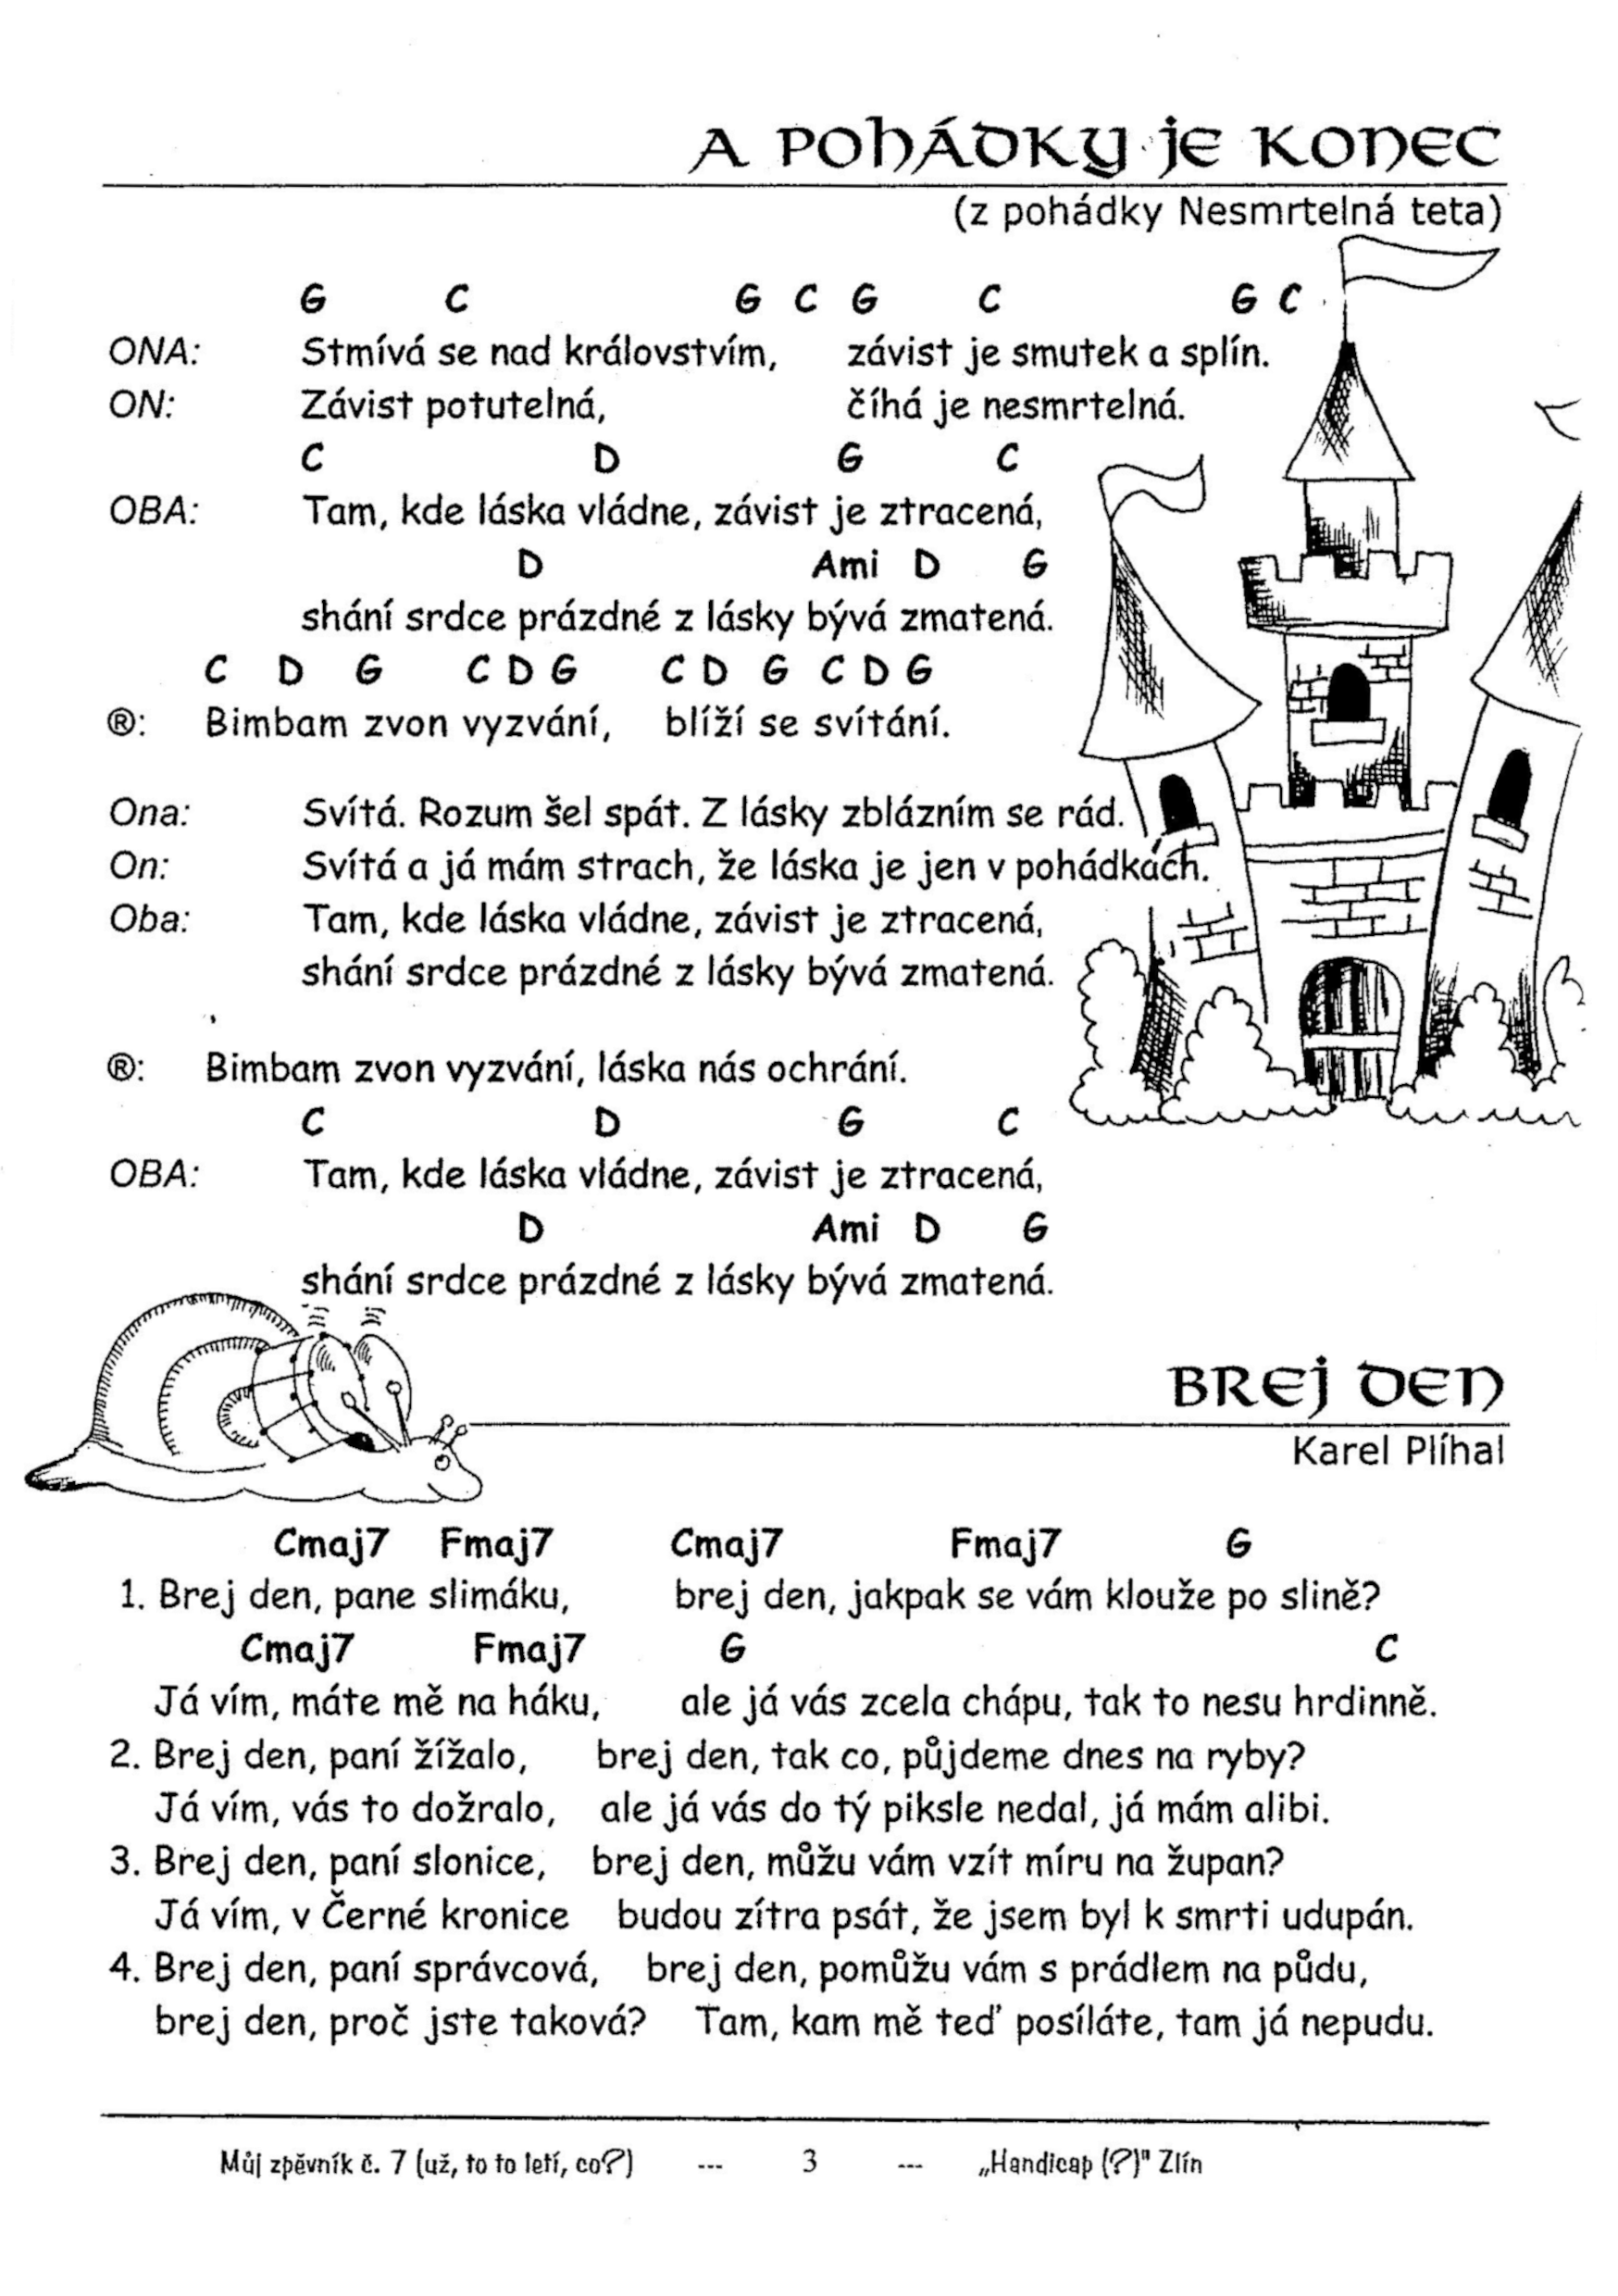 A POHÁDKY JE KONEC
(z pohádky Nesmrtelná teta)
G C G C G C G C
ONA: Stmívá se nad královstvím, závist je smutek a splín.
ON: Závist potutelná, číhá je nesmrtelná.
C D G C
OBA: Tam, kde láska vládne, závist je ztracená,
D Ami D G
shání srdce prázdné z lásky bývá zmatená.
C D G C D G C D G C D G
®: Bimbam zvon vyzvání, blíží se svítání.
Ona: Svítá. Rozum šel spát. Z lásky zblázním se rád.
On: Svítá a já mám strach, že láska je jen v pohádkách.
Oba: Tam, kde láska vládne, závist je ztracená,
shání srdce prázdné z lásky bývá zmatená.
®: Bimbam zvon vyzvání, láska nás ochrání.
C D G C
OBA: Tam, kde láska vládne, závist je ztracená,
D Ami D G
shání srdce prázdné z lásky bývá zmatená.
BREJ DEN
Karel Plíhal
Cmaj7 Fmaj7 Cmaj7 Fmaj7 G
1. Brej den, pane slimáku, brej den, jakpak se vám klouže po slině?
Cmaj7 Fmaj7 G C
Já vím, máte mě na háku, ale já vás zcela chápu, tak to nesu hrdinně.
2. Brej den, paní žížalo, brej den, tak co, půjdeme dnes na ryby?
Já vím, vás to dožralo, ale já vás do tý piksle nedal, já mám alibi.
3. Brej den, paní slonice, brej den, můžu vám vzít míru na župan?
Já vím, v Černé kronice budou zítra psát, že jsem byl k smrti udupán.
4. Brej den, paní správcová, brej den, pomůžu vám s prádlem na půdu,
brej den, proč jste taková? Tam, kam mě teď posíláte, tam já nepudu.
Můj zpěvník č. 7 (už, to to letí, co?) --- 3 --- „Handicap (?)" Zlín